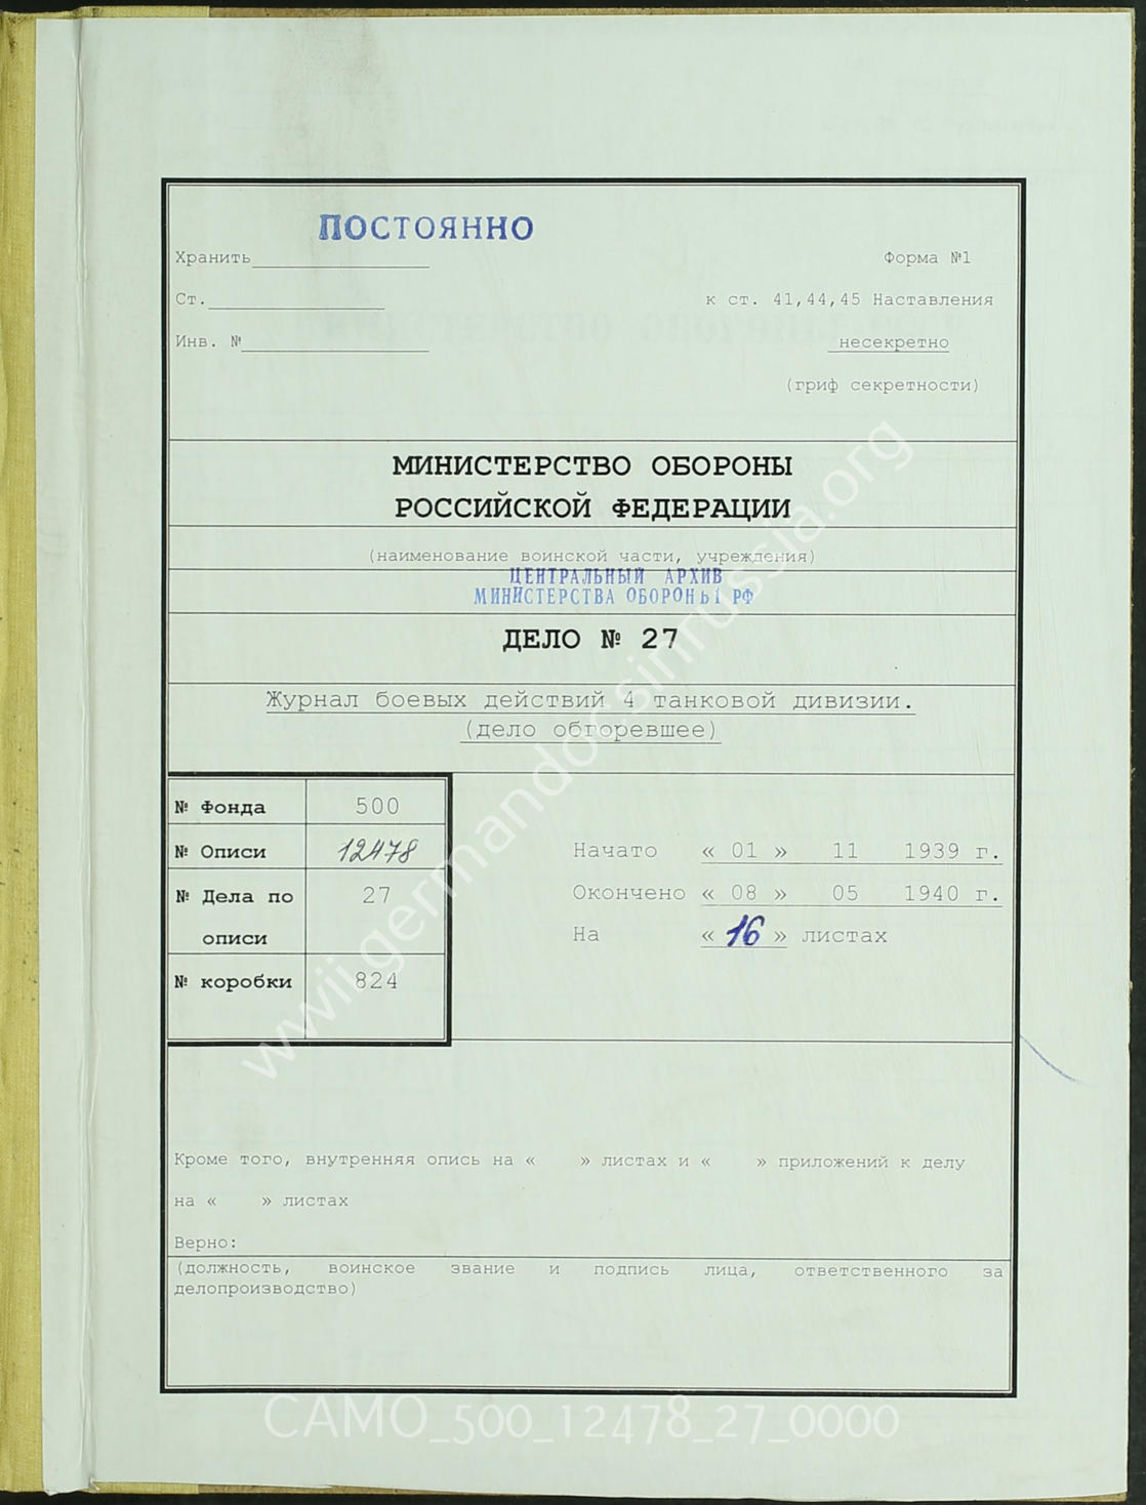 ПОСТОЯННО
Хранить
Форма №1
Ст.
к ст. 41,44,45 Наставления
Инв. №
несекретно
(гриф секретности)
МИНИСТЕРСТВО ОБОРОНЫ
РОССИЙСКОЙ ФЕДЕРАЦИИ
(наименование воинской части, учреждения)
ЦЕНТРАЛЬНЫЙ АРХИВ
МИНИСТЕРСТВА ОБОРОНЫ РФ
ДЕЛО № 27
Журнал боевых действий 4 танковой дивизии.
(дело обгоревшее)
№ Фонда 500
№ Описи 12478
№ Дела по описи 27
№ коробки 824
Начато « 01 » 11 1939 г.
Окончено « 08 » 05 1940 г.
На « 16 » листах
Кроме того, внутренняя опись на « » листах и « » приложений к делу
на « » листах
Верно:
(должность, воинское звание и подпись лица, ответственного за
делопроизводство)
www.germandocsinrussia.org
CAMO_500_12478_27_0000